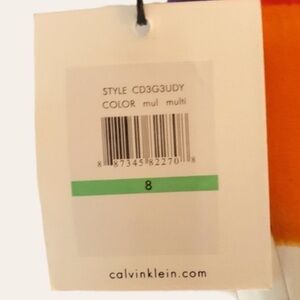 STYLE CD3G3UDY
COLOR mul multi
8 87345 82270 8
8
calvinklein.com